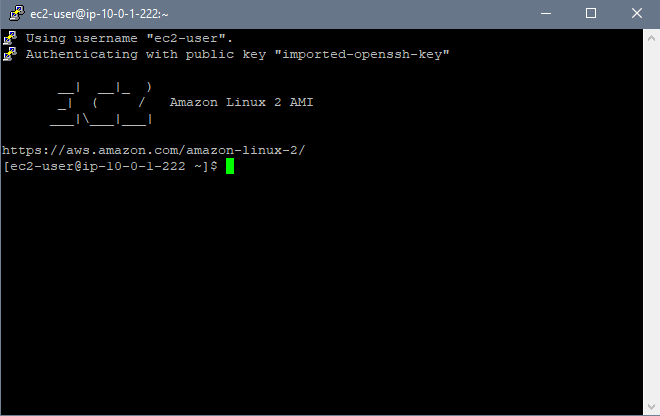 ec2-user@ip-10-0-1-222:~
Using username "ec2-user".
Authenticating with public key "imported-openssh-key"
       __|  __|_  )
       _|  (     /   Amazon Linux 2 AMI
      ___|\___|___|
https://aws.amazon.com/amazon-linux-2/
[ec2-user@ip-10-0-1-222 ~]$